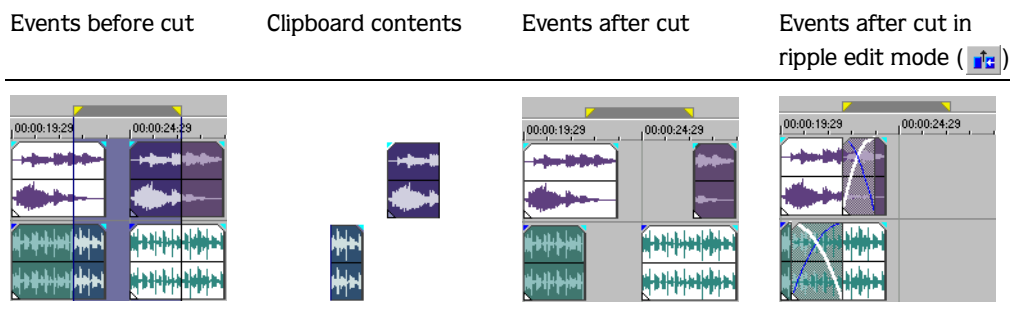 Events before cut
Clipboard contents
Events after cut
Events after cut in
ripple edit mode ( )
00:00:19:29 00:00:24:29
00:00:19:29 00:00:24:29
00:00:19:29 00:00:24:29